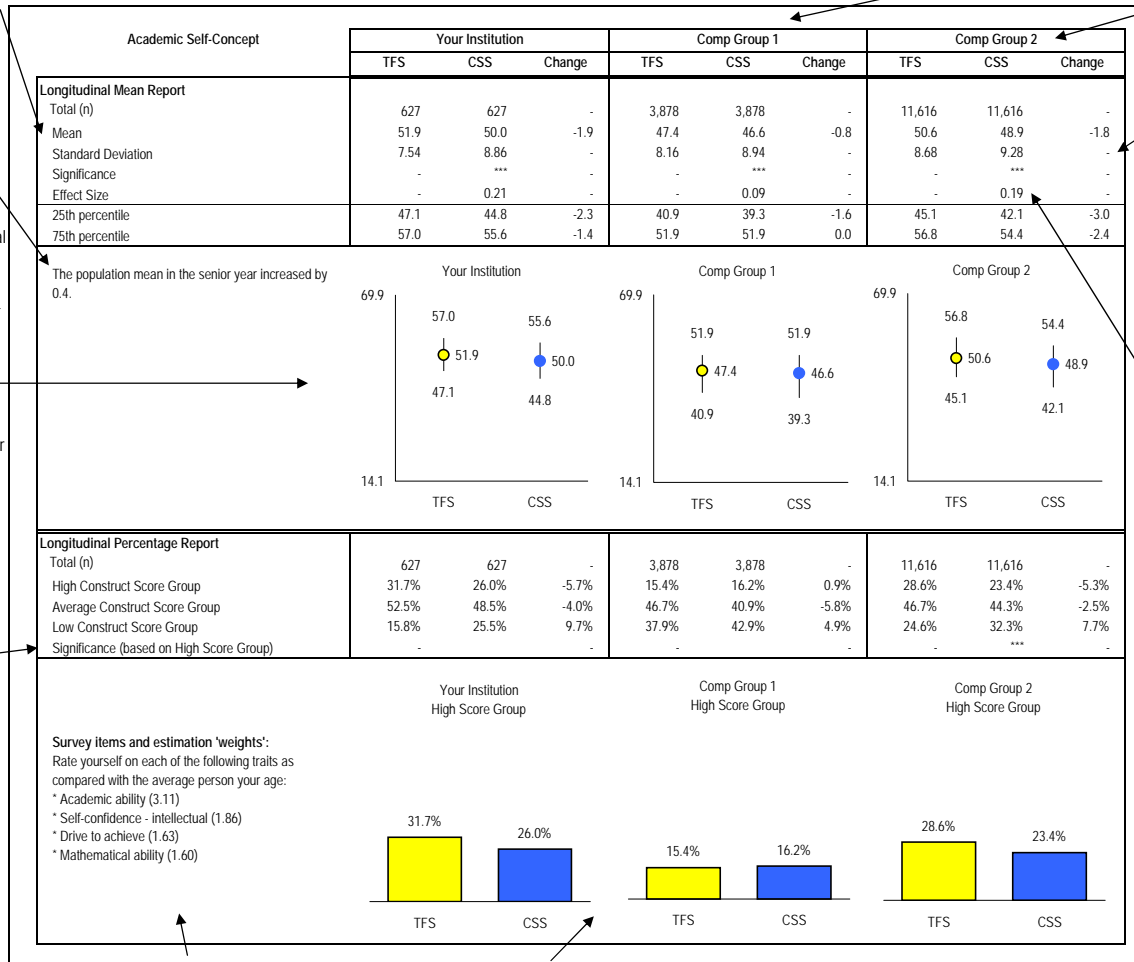 Academic Self-Concept Your Institution Comp Group 1 Comp Group 2
TFS CSS Change TFS CSS Change TFS CSS Change
Longitudinal Mean Report
Total (n) 627 627 - 3,878 3,878 - 11,616 11,616 -
Mean 51.9 50.0 -1.9 47.4 46.6 -0.8 50.6 48.9 -1.8
Standard Deviation 7.54 8.86 - 8.16 8.94 - 8.68 9.28 -
Significance - *** - - *** - - *** -
Effect Size - 0.21 - - 0.09 - - 0.19 -
25th percentile 47.1 44.8 -2.3 40.9 39.3 -1.6 45.1 42.1 -3.0
75th percentile 57.0 55.6 -1.4 51.9 51.9 0.0 56.8 54.4 -2.4
al
The population mean in the senior year increased by
0.4.
r
Your Institution
69.9
57.0
55.6
51.9
50.0
47.1
44.8
14.1
TFS CSS
Comp Group 1
69.9
51.9
51.9
47.4
46.6
40.9
39.3
14.1
TFS CSS
Comp Group 2
69.9
56.8
54.4
50.6
48.9
45.1
42.1
14.1
TFS CSS
Longitudinal Percentage Report
Total (n) 627 627 - 3,878 3,878 - 11,616 11,616 -
High Construct Score Group 31.7% 26.0% -5.7% 15.4% 16.2% 0.9% 28.6% 23.4% -5.3%
Average Construct Score Group 52.5% 48.5% -4.0% 46.7% 40.9% -5.8% 46.7% 44.3% -2.5%
Low Construct Score Group 15.8% 25.5% 9.7% 37.9% 42.9% 4.9% 24.6% 32.3% 7.7%
Significance (based on High Score Group) - - - - - *** -
Survey items and estimation 'weights':
Rate yourself on each of the following traits as
compared with the average person your age:
* Academic ability (3.11)
* Self-confidence - intellectual (1.86)
* Drive to achieve (1.63)
* Mathematical ability (1.60)
Your Institution
High Score Group
31.7%
26.0%
TFS CSS
Comp Group 1
High Score Group
15.4%
16.2%
TFS CSS
Comp Group 2
High Score Group
28.6%
23.4%
TFS CSS